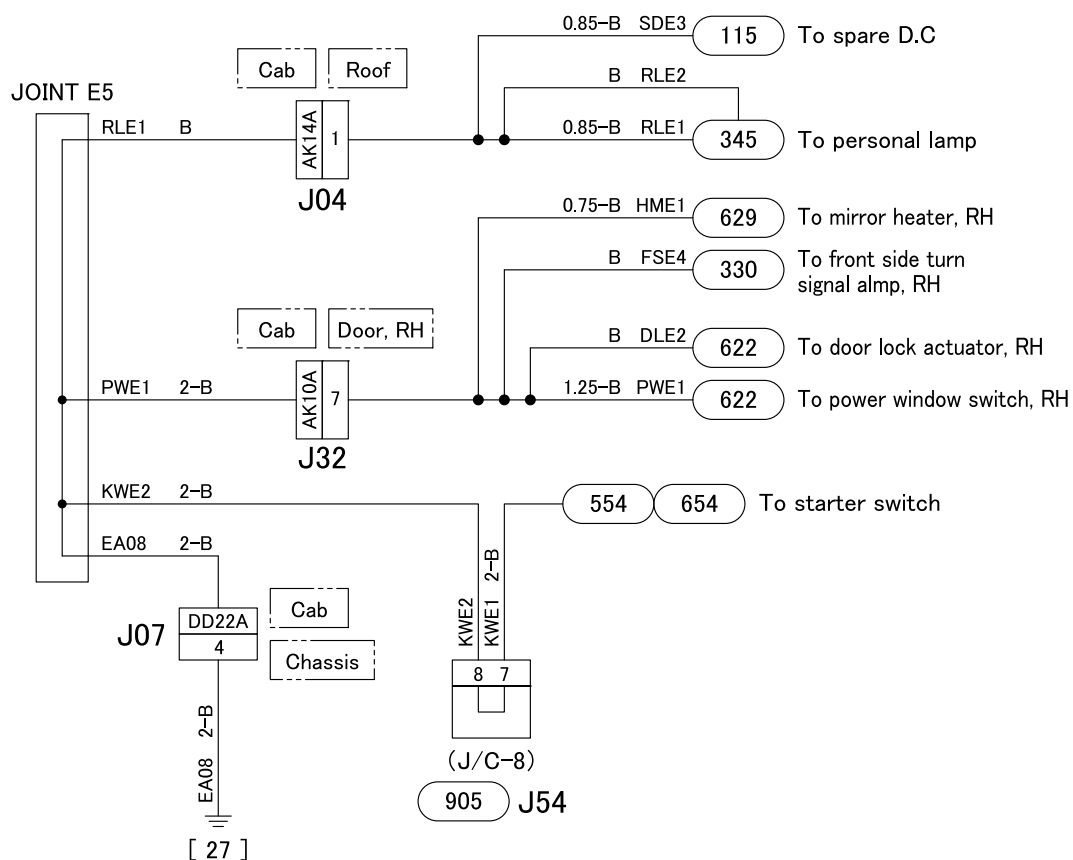 0.85-B SDE3 115 To spare D.C
Cab Roof
B RLE2
JOINT E5
RLE1 B AK14A 1 0.85-B RLE1 345 To personal lamp
J04
0.75-B HME1 629 To mirror heater, RH
B FSE4 330 To front side turn
signal almp, RH
Cab Door, RH
B DLE2 622 To door lock actuator, RH
PWE1 2-B AK10A 7 1.25-B PWE1 622 To power window switch, RH
J32
KWE2 2-B 554 654 To starter switch
EA08 2-B
KWE2 KWE1 2-B
J07 DD22A Cab
4 Chassis
8 7
EA08 2-B
(J/C-8)
905 J54
[ 27 ]